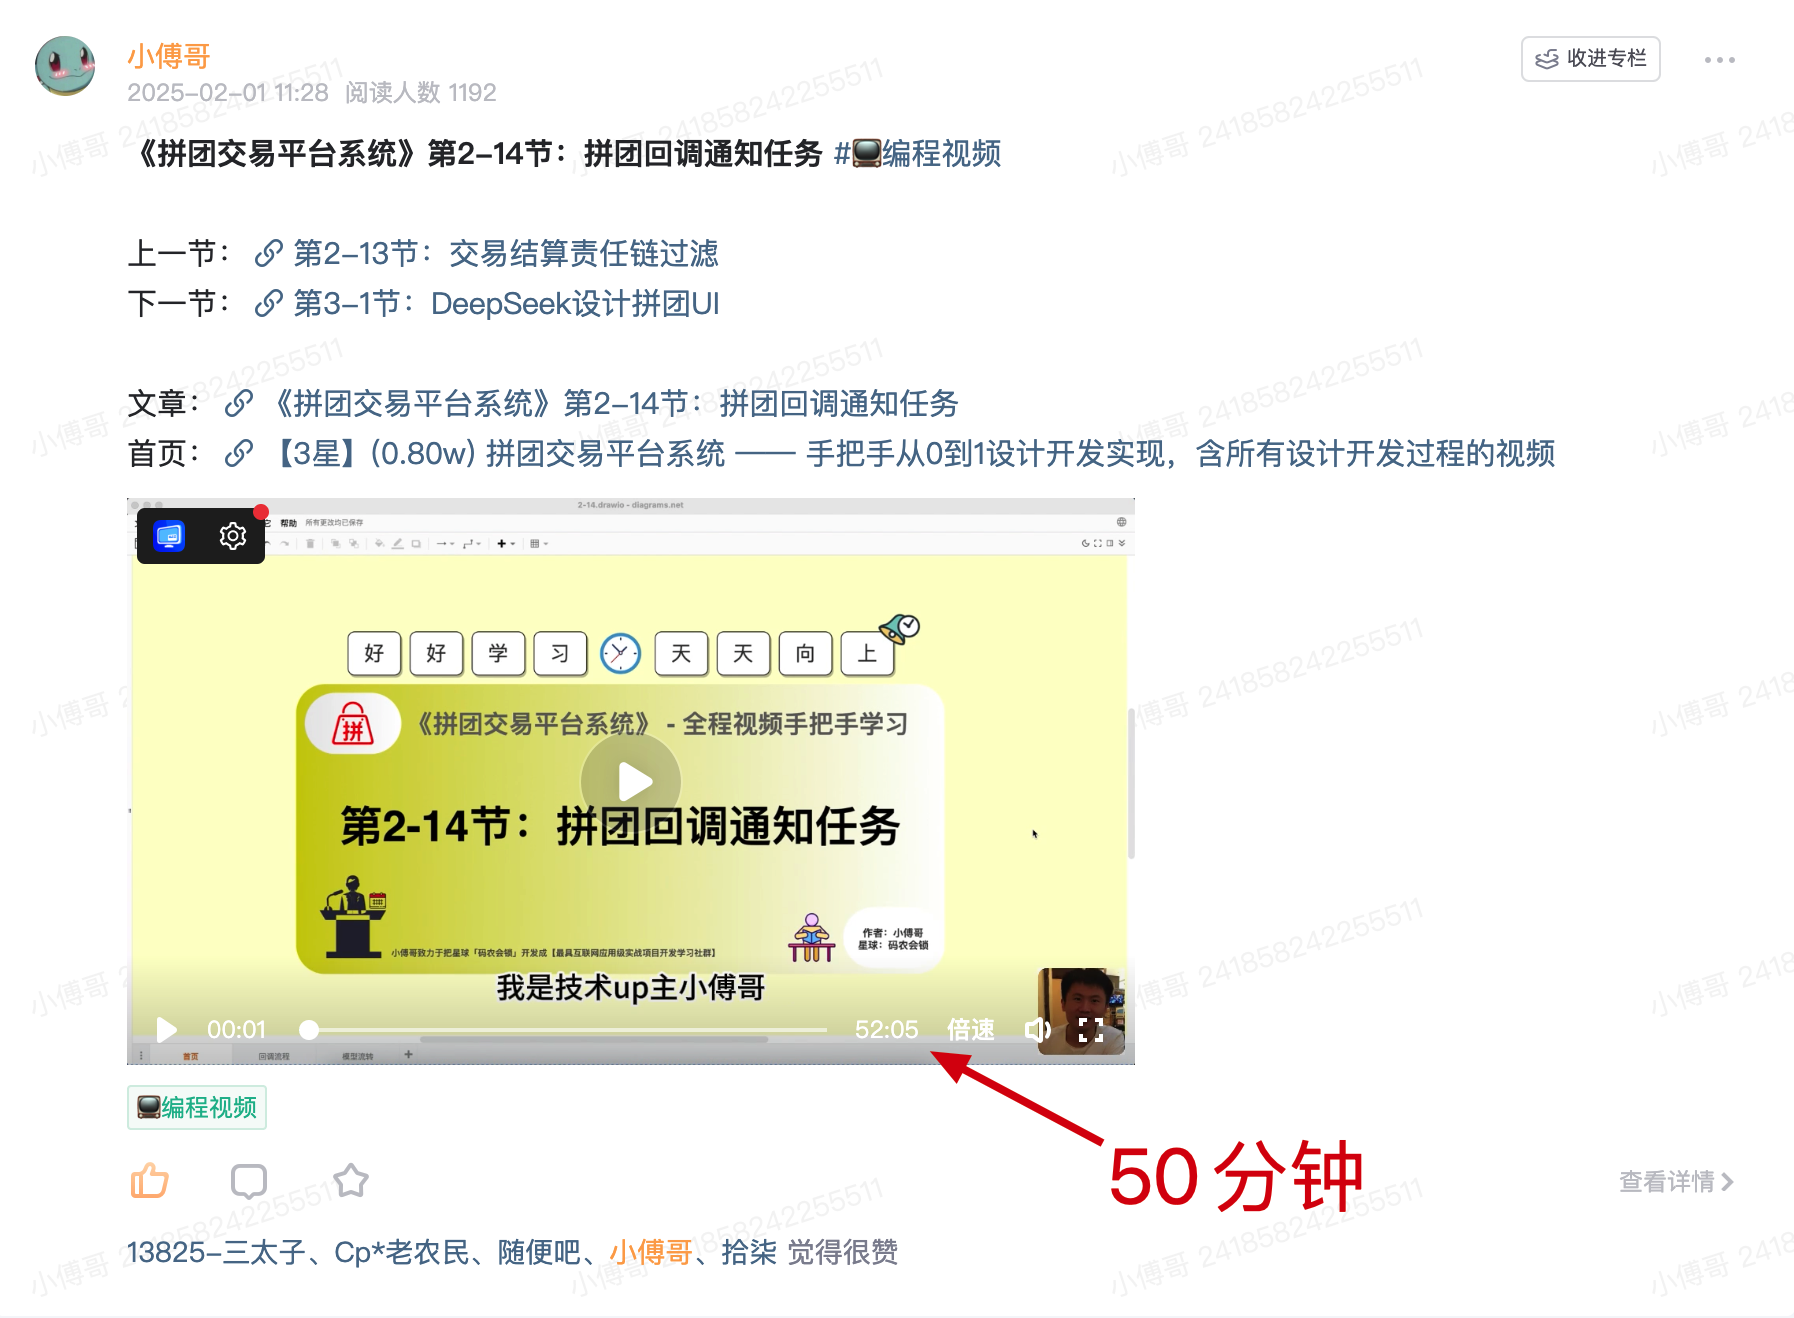 小傅哥
收进专栏
2025-02-01 11:28 阅读人数 1192
《拼团交易平台系统》第2-14节：拼团回调通知任务 #📺编程视频
上一节： 第2-13节：交易结算责任链过滤
下一节： 第3-1节：DeepSeek设计拼团UI
文章： 《拼团交易平台系统》第2-14节：拼团回调通知任务
首页： 【3星】(0.80w) 拼团交易平台系统 —— 手把手从0到1设计开发实现，含所有设计开发过程的视频
2-14.drawio - diagrams.net
帮助 所有更改均已保存
好 好 学 习 天 天 向 上
拼
《拼团交易平台系统》 - 全程视频手把手学习
第2-14节：拼团回调通知任务
作者：小傅哥
星球：码农会锁
小傅哥致力于把星球「码农会锁」开发成【最具互联网应用级实战项目开发学习社群】
我是技术up主小傅哥
00:01 52:05 倍速
首页 回调流程 模型流转
📺编程视频
50分钟
查看详情
13825-三太子、Cp*老农民、随便吧、小傅哥、拾柒 觉得很赞
小傅哥 24185824225551​1